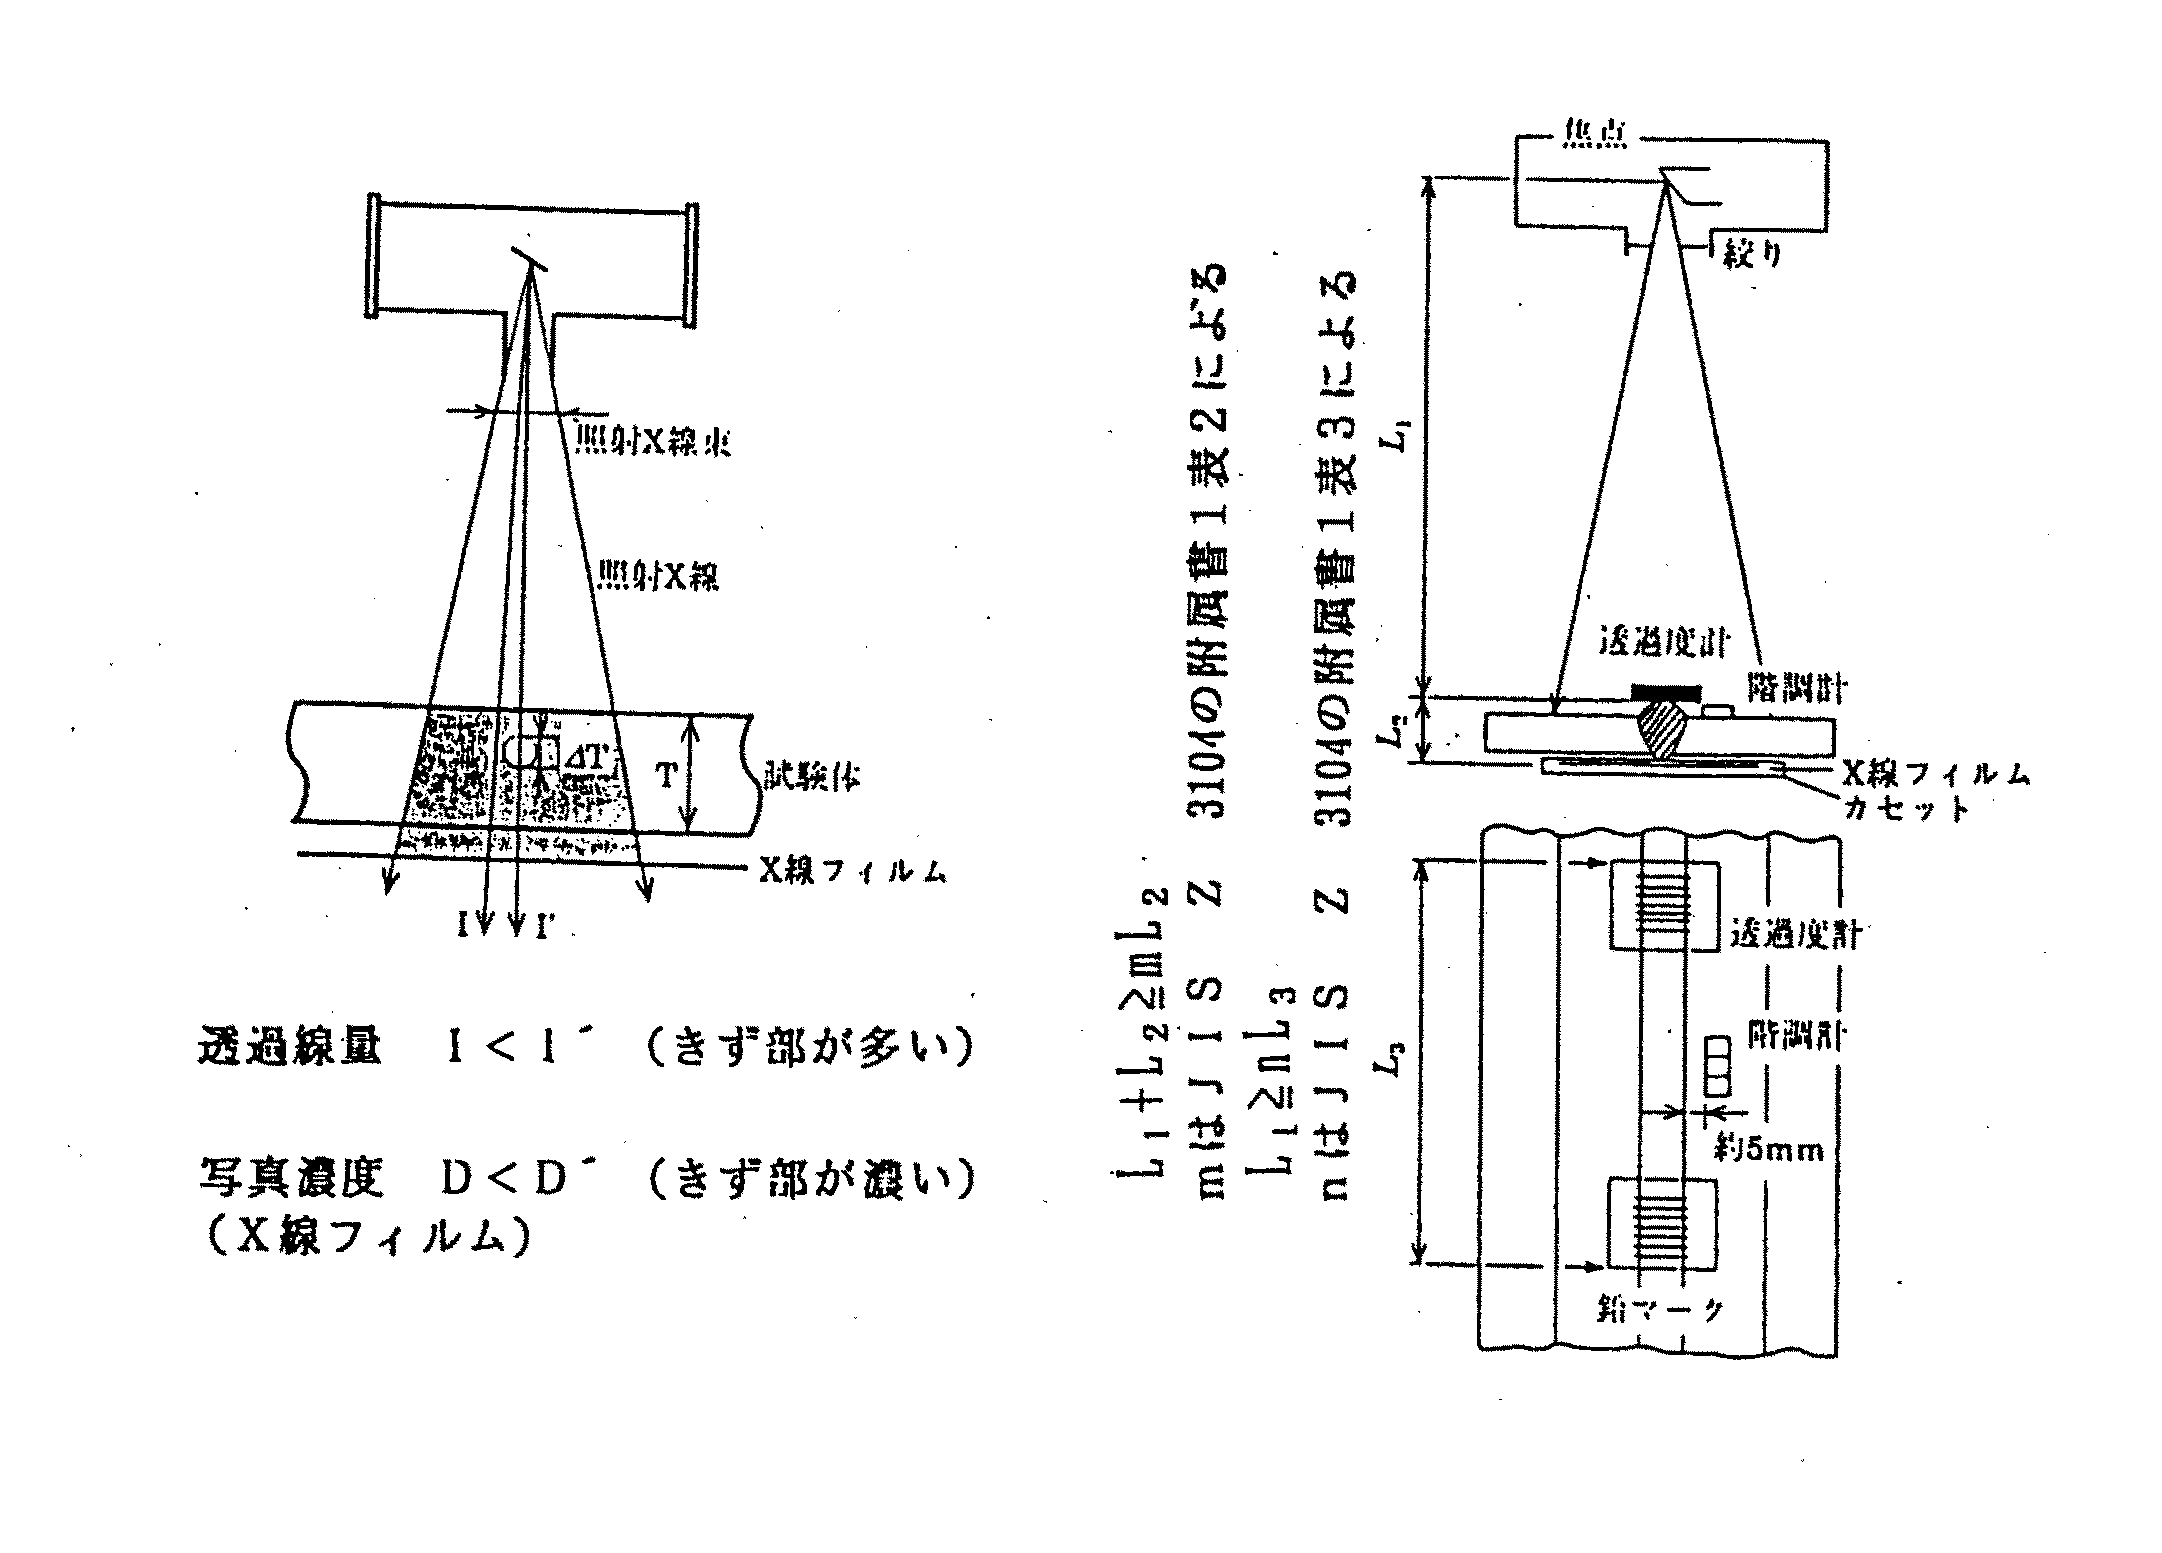 照射X線束
照射X線
ΔT
T
試験体
X線フィルム
I
I'
透過線量 I<I´ (きず部が多い)
写真濃度 D<D´ (きず部が濃い)
(X線フィルム)
L₁+L₂≧mL₂
mはJIS Z 3104の附属書1表2による
L₁≧nL₃
nはJIS Z 3104の附属書1表3による
焦点
絞り
L₁
透過度計
階調計
L₂
X線フィルム
カセット
透過度計
階調計
L₃
約5mm
鉛マーク